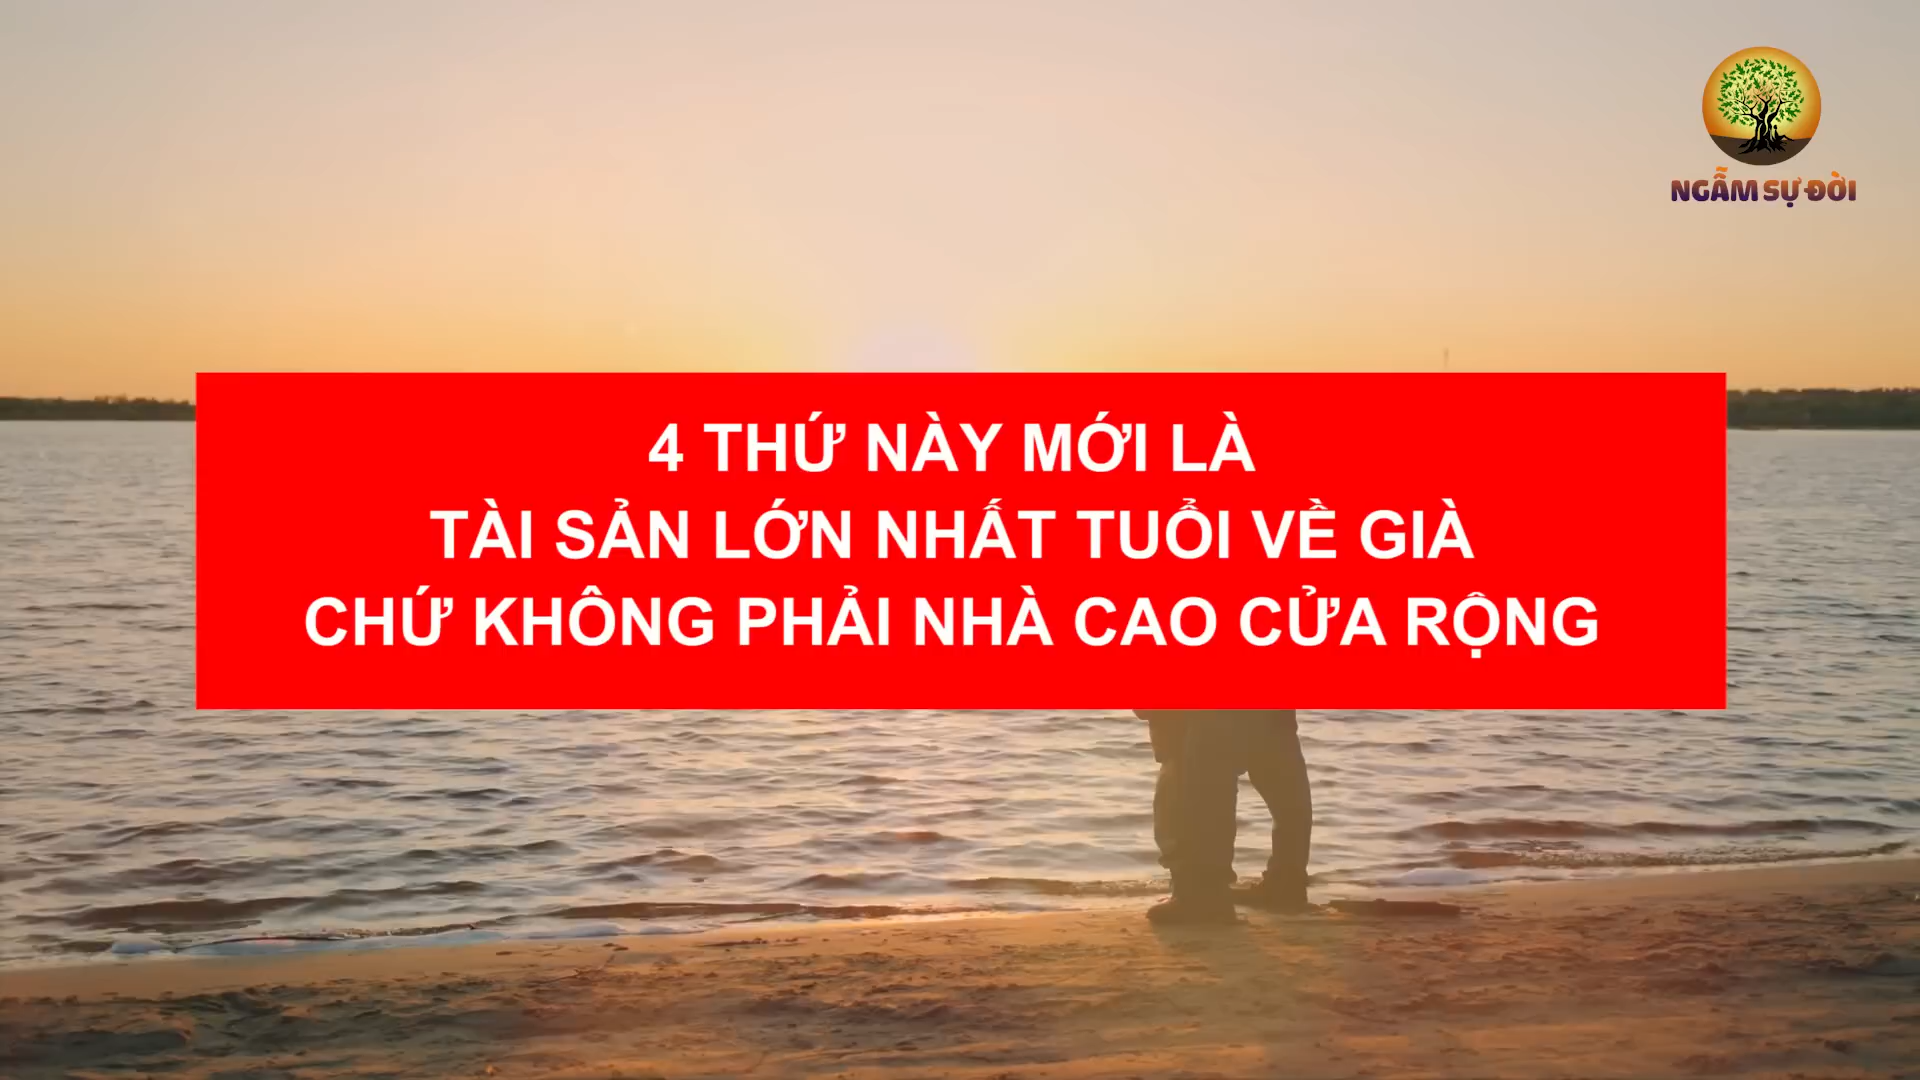 NGẪM SỰ ĐỜI
4 THỨ NÀY MỚI LÀ
TÀI SẢN LỚN NHẤT TUỔI VỀ GIÀ
CHỨ KHÔNG PHẢI NHÀ CAO CỬA RỘNG